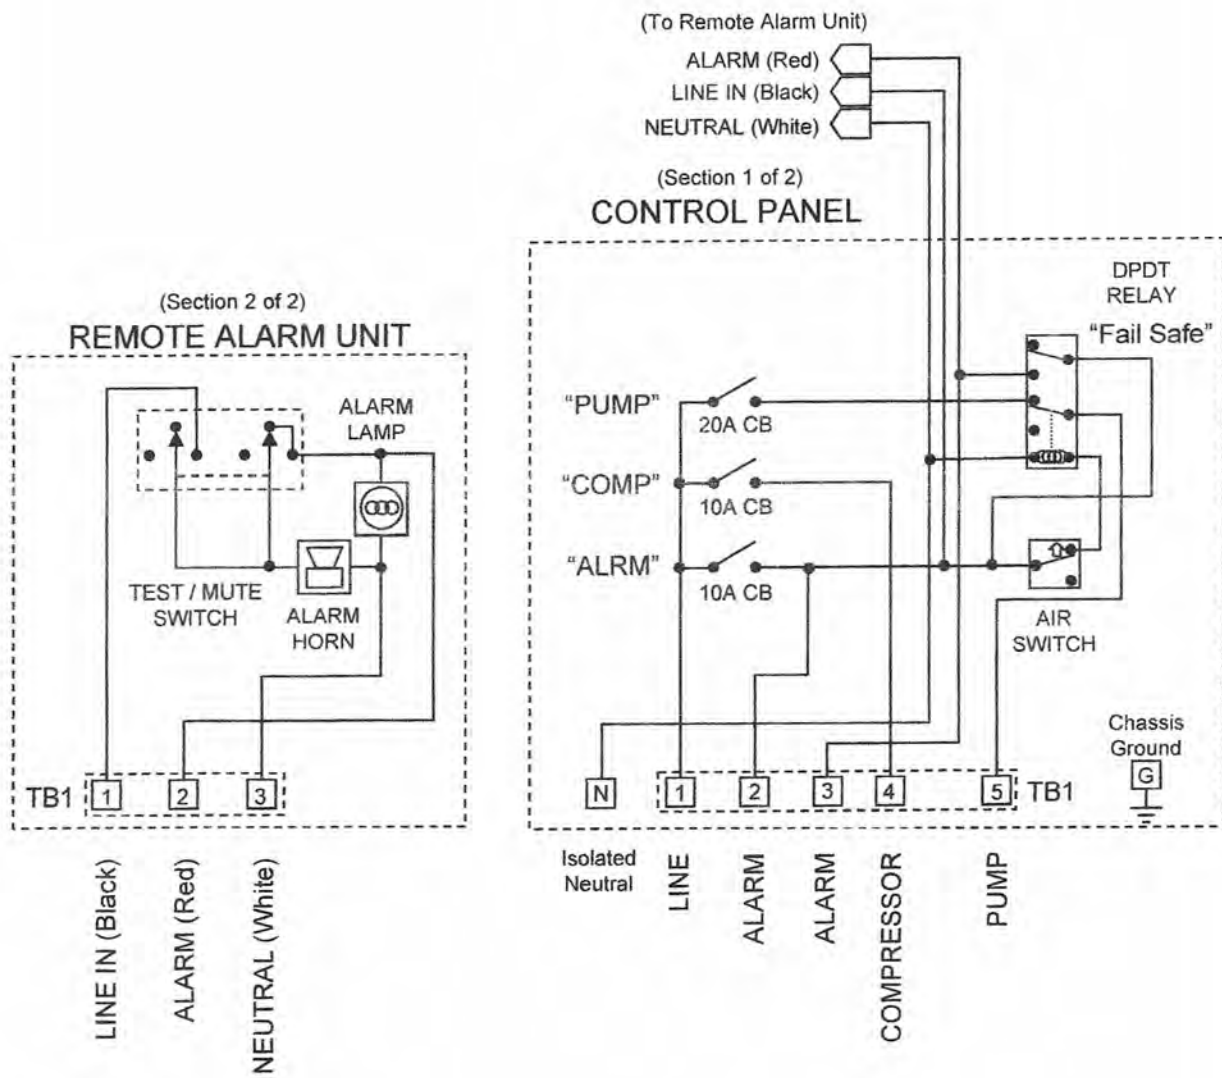 (To Remote Alarm Unit)
ALARM (Red)
LINE IN (Black)
NEUTRAL (White)
(Section 1 of 2)
CONTROL PANEL
DPDT
RELAY
"Fail Safe"
"PUMP"
20A CB
"COMP"
10A CB
"ALRM"
10A CB
AIR
SWITCH
Chassis
Ground
G
N
1
2
3
4
5
TB1
Isolated
Neutral
LINE
ALARM
ALARM
COMPRESSOR
PUMP
(Section 2 of 2)
REMOTE ALARM UNIT
ALARM
LAMP
TEST / MUTE
SWITCH
ALARM
HORN
TB1
1
2
3
LINE IN (Black)
ALARM (Red)
NEUTRAL (White)